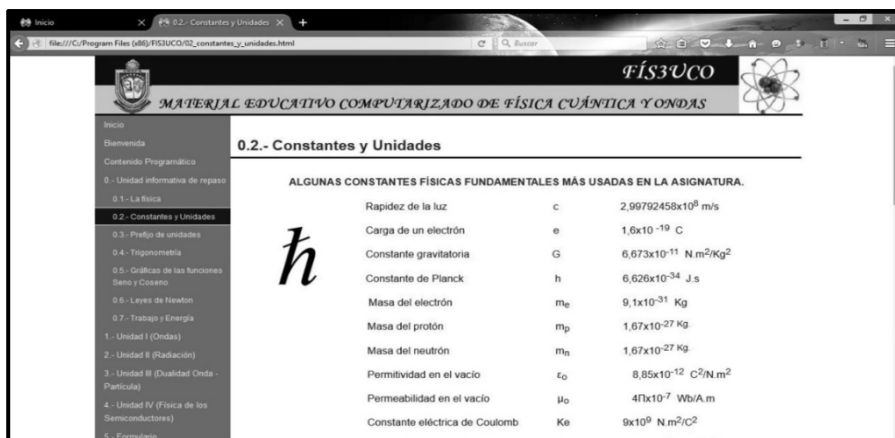 Inicio
0.2.- Constantes y Unidades
file:///C:/Program Files (x86)/FIS3UCO/02_constantes_y_unidades.html
Buscar
FÍS3UCO
MATERIAL EDUCATIVO COMPUTARIZADO DE FÍSICA CUÁNTICA Y ONDAS
Inicio
Bienvenida
Contenido Programático
0.- Unidad informativa de repaso
0.1.- La física
0.2.- Constantes y Unidades
0.3.- Prefijo de unidades
0.4.- Trigonometría
0.5.- Gráficas de las funciones
Seno y Coseno
0.6.- Leyes de Newton
0.7.- Trabajo y Energía
1.- Unidad I (Ondas)
2.- Unidad II (Radiación)
3.- Unidad III (Dualidad Onda -
Partícula)
4.- Unidad IV (Física de los
Semiconductores)
5.- Formulario
0.2.- Constantes y Unidades
ALGUNAS CONSTANTES FÍSICAS FUNDAMENTALES MÁS USADAS EN LA ASIGNATURA.
ħ
Rapidez de la luz c 2,99792458x10⁸ m/s
Carga de un electrón e 1,6x10⁻¹⁹ C
Constante gravitatoria G 6,673x10⁻¹¹ N.m²/Kg²
Constante de Planck h 6,626x10⁻³⁴ J.s
Masa del electrón mₑ 9,1x10⁻³¹ Kg
Masa del protón mₚ 1,67x10⁻²⁷ Kg.
Masa del neutrón mₙ 1,67x10⁻²⁷ Kg.
Permitividad en el vacío εₒ 8,85x10⁻¹² C²/N.m²
Permeabilidad en el vacío μₒ 4Πx10⁻⁷ Wb/A.m
Constante eléctrica de Coulomb Ke 9x10⁹ N.m²/C²